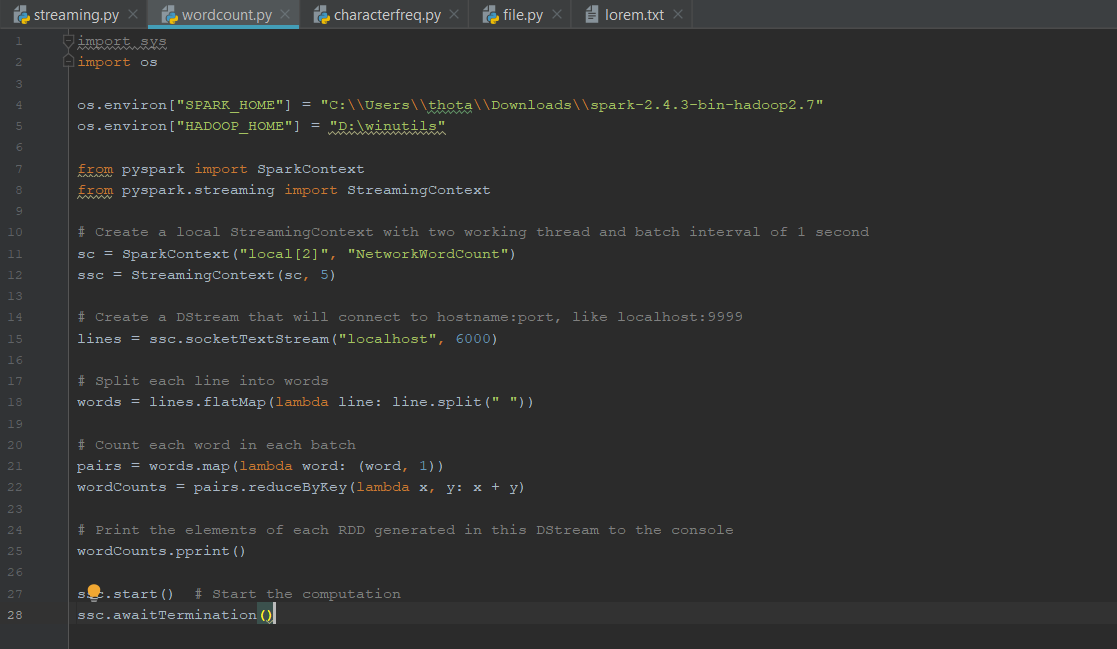 streaming.py wordcount.py characterfreq.py file.py lorem.txt
1 import sys
2 import os
3
4 os.environ["SPARK_HOME"] = "C:\\Users\\thota\\Downloads\\spark-2.4.3-bin-hadoop2.7"
5 os.environ["HADOOP_HOME"] = "D:\winutils"
6
7 from pyspark import SparkContext
8 from pyspark.streaming import StreamingContext
9
10 # Create a local StreamingContext with two working thread and batch interval of 1 second
11 sc = SparkContext("local[2]", "NetworkWordCount")
12 ssc = StreamingContext(sc, 5)
13
14 # Create a DStream that will connect to hostname:port, like localhost:9999
15 lines = ssc.socketTextStream("localhost", 6000)
16
17 # Split each line into words
18 words = lines.flatMap(lambda line: line.split(" "))
19
20 # Count each word in each batch
21 pairs = words.map(lambda word: (word, 1))
22 wordCounts = pairs.reduceByKey(lambda x, y: x + y)
23
24 # Print the elements of each RDD generated in this DStream to the console
25 wordCounts.pprint()
26
27 ssc.start()  # Start the computation
28 ssc.awaitTermination()